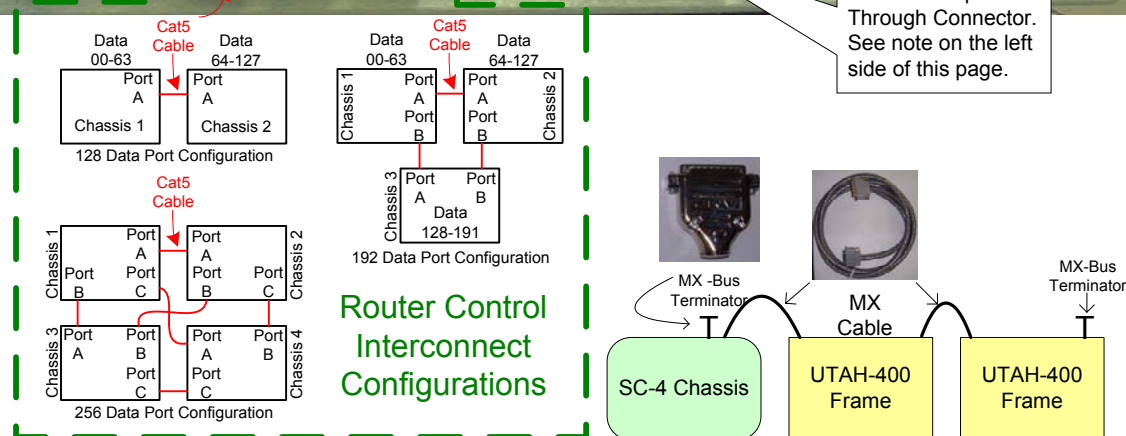 Through Connector.
See note on the left
side of this page.
Data
00-63
Cat5
Cable
Data
64-127
Port
A
Port
A
Chassis 1
Chassis 2
128 Data Port Configuration
Data
00-63
Cat5
Cable
Data
64-127
Chassis 1
Port
A
Port
B
Port
A
Port
B
Chassis 2
Chassis 3
Port
A
Port
B
Data
128-191
192 Data Port Configuration
Cat5
Cable
Chassis 1
Port
A
Port
B
Port
C
Port
A
Port
B
Port
C
Chassis 2
Chassis 3
Port
A
Port
B
Port
C
Port
A
Port
B
Port
C
Chassis 4
256 Data Port Configuration
Router Control
Interconnect
Configurations
MX -Bus
Terminator
MX
Cable
MX-Bus
Terminator
SC-4 Chassis
UTAH-400
Frame
UTAH-400
Frame